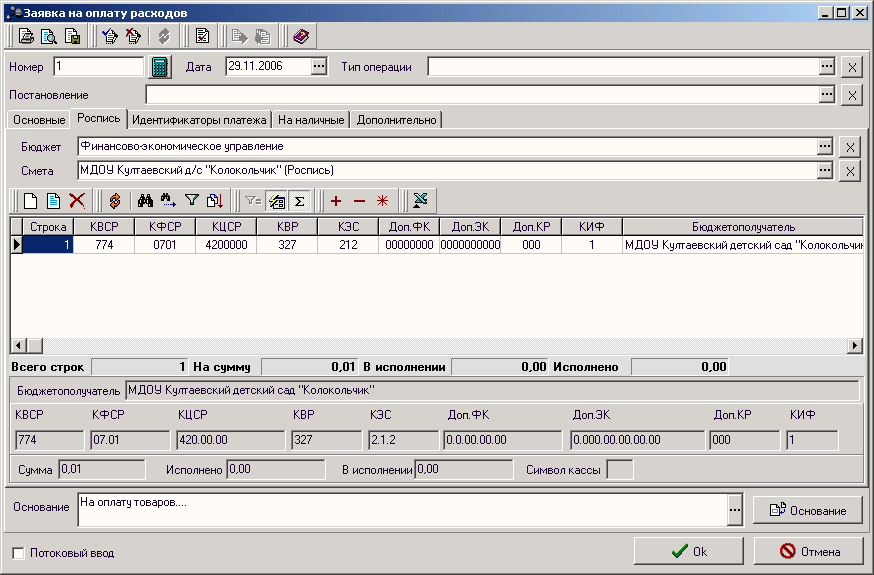 Заявка на оплату расходов
Номер 1 Дата 29.11.2006 Тип операции
Постановление
Основные Роспись Идентификаторы платежа На наличные Дополнительно
Бюджет Финансово-экономическое управление
Смета МДОУ Култаевский д/с "Колокольчик" (Роспись)
Строка КВСР КФСР КЦСР КВР КЭС Доп.ФК Доп.ЭК Доп.КР КИФ Бюджетополучатель
1 774 0701 4200000 327 212 00000000 0000000000 000 1 МДОУ Култаевский детский сад "Колокольчик
Всего строк 1 На сумму 0,01 В исполнении 0,00 Исполнено 0,00
Бюджетополучатель МДОУ Култаевский детский сад "Колокольчик"
КВСР КФСР КЦСР КВР КЭС Доп.ФК Доп.ЭК Доп.КР КИФ
774 07.01 420.00.00 327 2.1.2 0.0.00.00.00 0.000.00.00.00.00 000 1
Сумма 0,01 Исполнено 0,00 В исполнении 0,00 Символ кассы
Основание На оплату товаров.... Основание
Потоковый ввод Ok Отмена